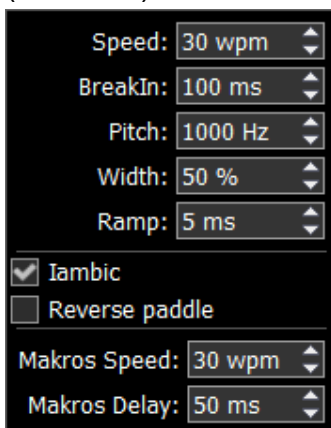 Speed: 30 wpm
BreakIn: 100 ms
Pitch: 1000 Hz
Width: 50 %
Ramp: 5 ms
Iambic
Reverse paddle
Makros Speed: 30 wpm
Makros Delay: 50 ms